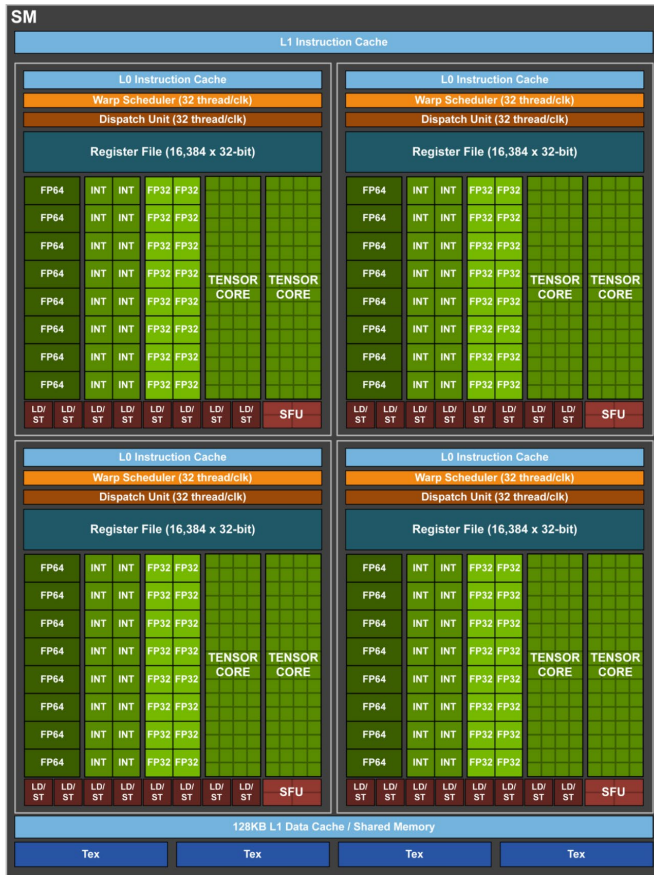 SM
L1 Instruction Cache
L0 Instruction Cache
Warp Scheduler (32 thread/clk)
Dispatch Unit (32 thread/clk)
Register File (16,384 x 32-bit)
FP64 INT INT FP32 FP32
FP64 INT INT FP32 FP32
FP64 INT INT FP32 FP32
FP64 INT INT FP32 FP32
TENSOR TENSOR
CORE CORE
FP64 INT INT FP32 FP32
FP64 INT INT FP32 FP32
FP64 INT INT FP32 FP32
FP64 INT INT FP32 FP32
LD/ LD/ LD/ LD/ LD/ LD/ LD/ LD/
ST ST ST ST ST ST ST ST
SFU
L0 Instruction Cache
Warp Scheduler (32 thread/clk)
Dispatch Unit (32 thread/clk)
Register File (16,384 x 32-bit)
FP64 INT INT FP32 FP32
FP64 INT INT FP32 FP32
FP64 INT INT FP32 FP32
FP64 INT INT FP32 FP32
TENSOR TENSOR
CORE CORE
FP64 INT INT FP32 FP32
FP64 INT INT FP32 FP32
FP64 INT INT FP32 FP32
FP64 INT INT FP32 FP32
LD/ LD/ LD/ LD/ LD/ LD/ LD/ LD/
ST ST ST ST ST ST ST ST
SFU
L0 Instruction Cache
Warp Scheduler (32 thread/clk)
Dispatch Unit (32 thread/clk)
Register File (16,384 x 32-bit)
FP64 INT INT FP32 FP32
FP64 INT INT FP32 FP32
FP64 INT INT FP32 FP32
FP64 INT INT FP32 FP32
TENSOR TENSOR
CORE CORE
FP64 INT INT FP32 FP32
FP64 INT INT FP32 FP32
FP64 INT INT FP32 FP32
FP64 INT INT FP32 FP32
LD/ LD/ LD/ LD/ LD/ LD/ LD/ LD/
ST ST ST ST ST ST ST ST
SFU
L0 Instruction Cache
Warp Scheduler (32 thread/clk)
Dispatch Unit (32 thread/clk)
Register File (16,384 x 32-bit)
FP64 INT INT FP32 FP32
FP64 INT INT FP32 FP32
FP64 INT INT FP32 FP32
FP64 INT INT FP32 FP32
TENSOR TENSOR
CORE CORE
FP64 INT INT FP32 FP32
FP64 INT INT FP32 FP32
FP64 INT INT FP32 FP32
FP64 INT INT FP32 FP32
LD/ LD/ LD/ LD/ LD/ LD/ LD/ LD/
ST ST ST ST ST ST ST ST
SFU
128KB L1 Data Cache / Shared Memory
Tex Tex Tex Tex